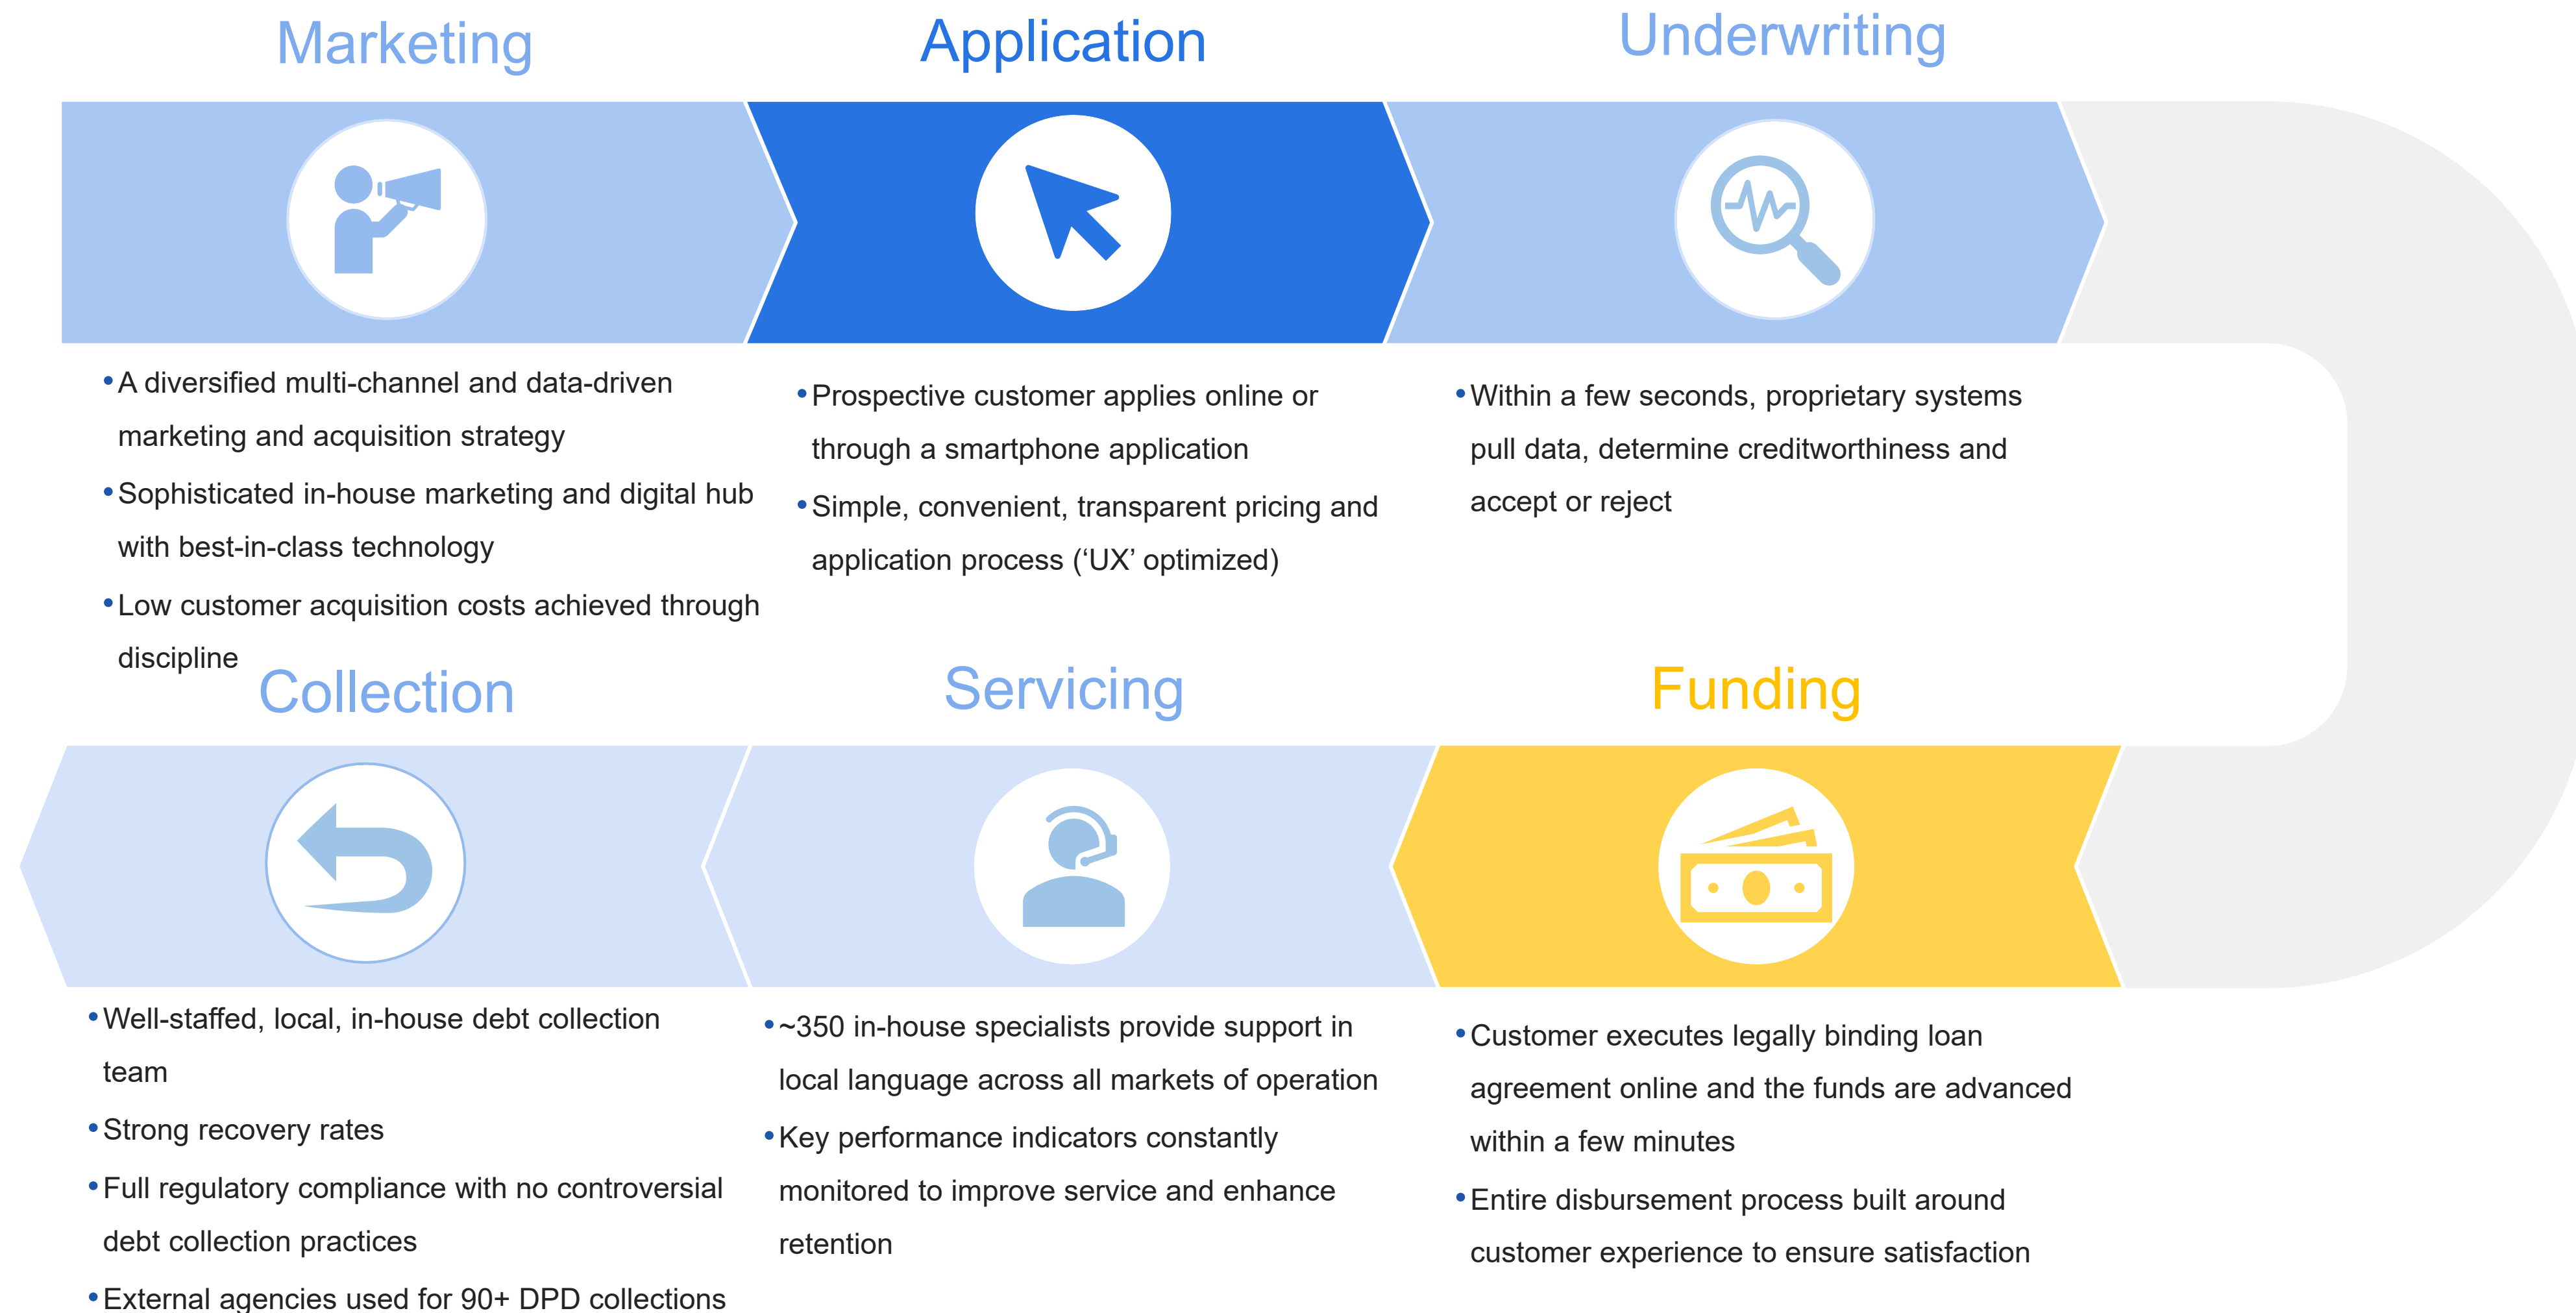 Marketing
Application
Underwriting
•A diversified multi-channel and data-driven
marketing and acquisition strategy
•Sophisticated in-house marketing and digital hub
with best-in-class technology
•Low customer acquisition costs achieved through
discipline
•Prospective customer applies online or
through a smartphone application
•Simple, convenient, transparent pricing and
application process (‘UX’ optimized)
•Within a few seconds, proprietary systems
pull data, determine creditworthiness and
accept or reject
Collection
Servicing
Funding
•Well-staffed, local, in-house debt collection
team
•Strong recovery rates
•Full regulatory compliance with no controversial
debt collection practices
•External agencies used for 90+ DPD collections
•~350 in-house specialists provide support in
local language across all markets of operation
•Key performance indicators constantly
monitored to improve service and enhance
retention
•Customer executes legally binding loan
agreement online and the funds are advanced
within a few minutes
•Entire disbursement process built around
customer experience to ensure satisfaction